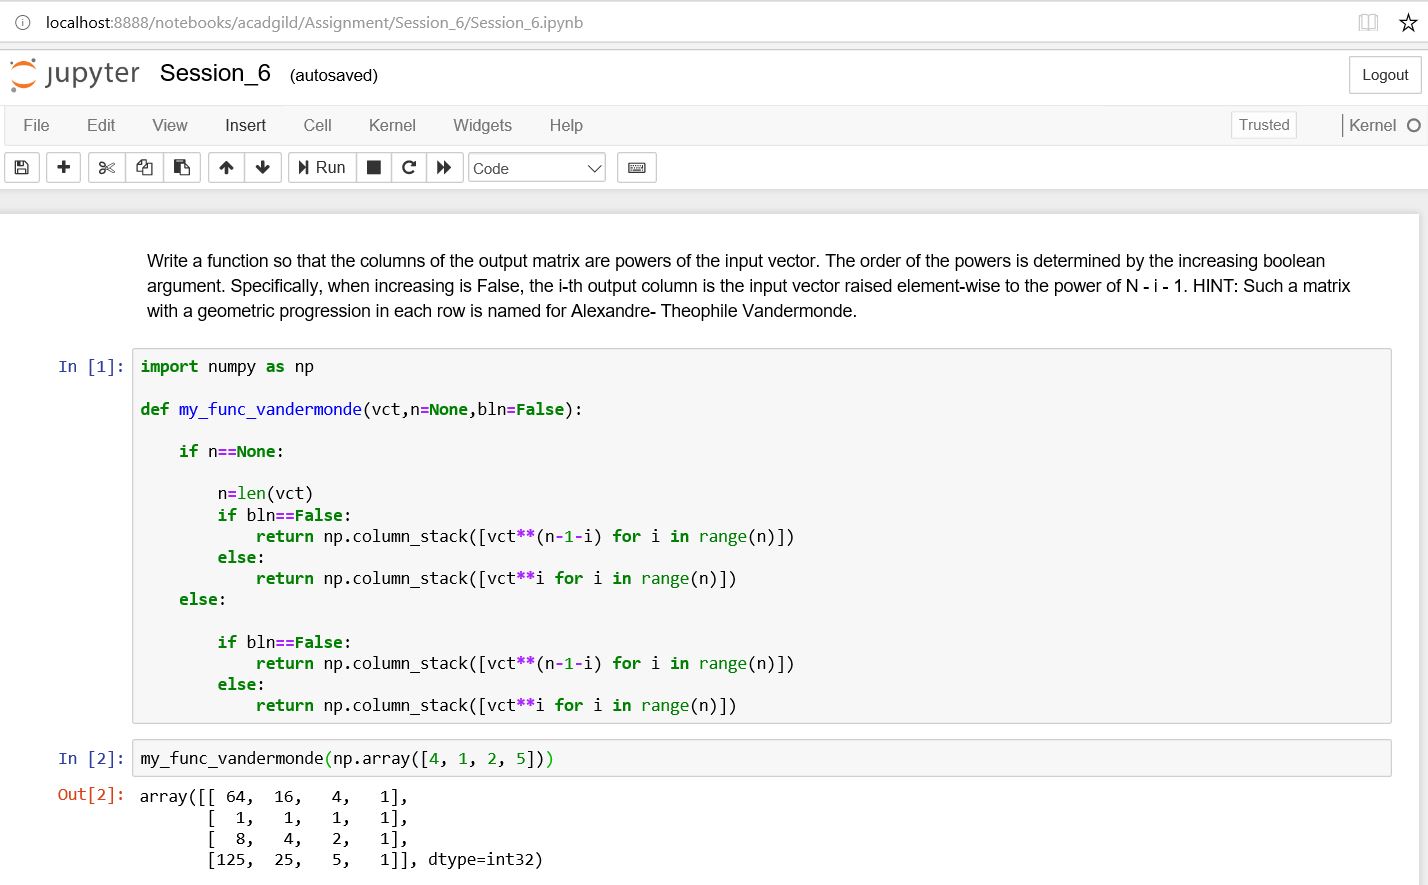 localhost:8888/notebooks/acadgild/Assignment/Session_6/Session_6.ipynb
jupyter Session_6 (autosaved) Logout
File Edit View Insert Cell Kernel Widgets Help Trusted Kernel
Run Code
Write a function so that the columns of the output matrix are powers of the input vector. The order of the powers is determined by the increasing boolean
argument. Specifically, when increasing is False, the i-th output column is the input vector raised element-wise to the power of N - i - 1. HINT: Such a matrix
with a geometric progression in each row is named for Alexandre- Theophile Vandermonde.
In [1]: import numpy as np
def my_func_vandermonde(vct,n=None,bln=False):
    if n==None:
        n=len(vct)
        if bln==False:
            return np.column_stack([vct**(n-1-i) for i in range(n)])
        else:
            return np.column_stack([vct**i for i in range(n)])
    else:
        if bln==False:
            return np.column_stack([vct**(n-1-i) for i in range(n)])
        else:
            return np.column_stack([vct**i for i in range(n)])
In [2]: my_func_vandermonde(np.array([4, 1, 2, 5]))
Out[2]: array([[ 64,  16,   4,   1],
       [  1,   1,   1,   1],
       [  8,   4,   2,   1],
       [125,  25,   5,   1]], dtype=int32)